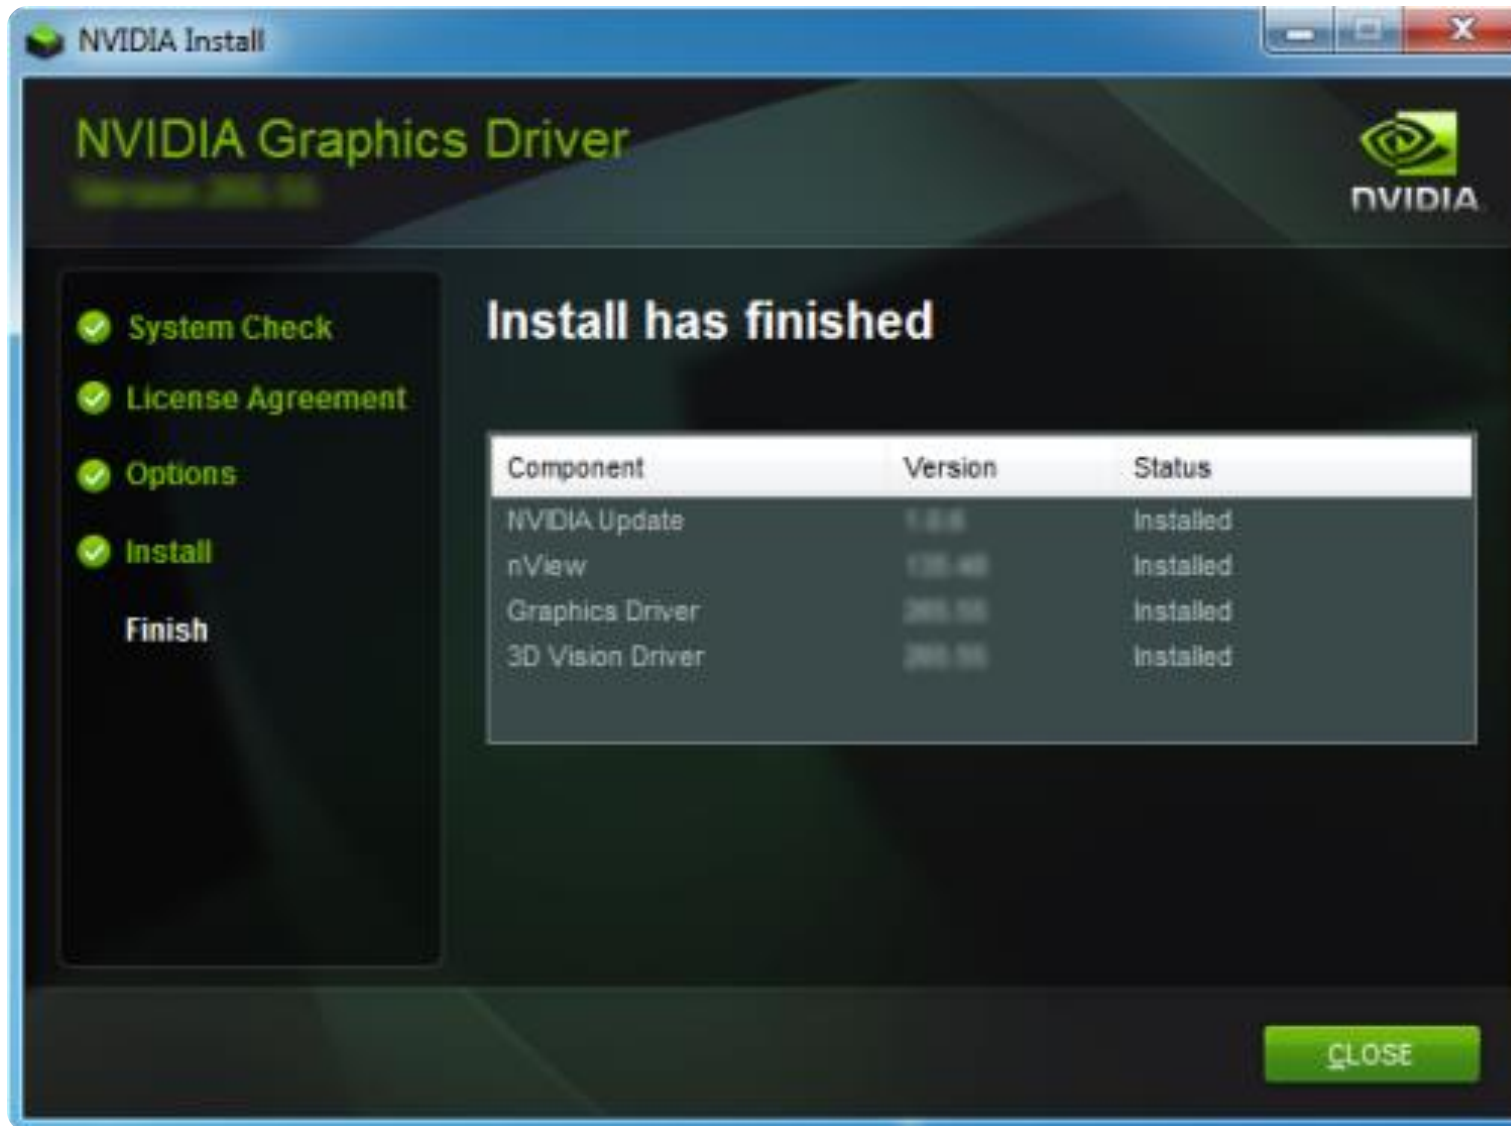 NVIDIA Install
NVIDIA Graphics Driver
NVIDIA
System Check
License Agreement
Options
Install
Finish
Install has finished
Component Version Status
NVIDIA Update Installed
nView Installed
Graphics Driver Installed
3D Vision Driver Installed
CLOSE